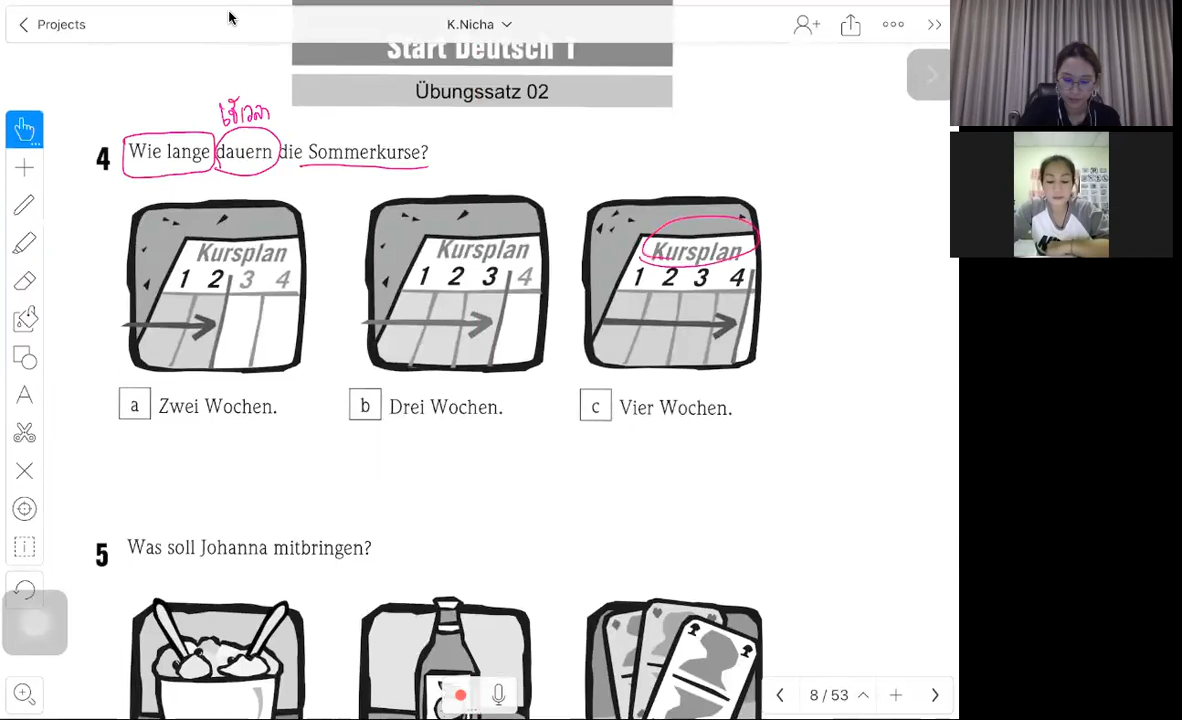 Projects
K.Nicha
Start Deutsch 1
Übungssatz 02
ใช้เวลา
4 Wie lange dauern die Sommerkurse?
Kursplan
1 2 3 4
Kursplan
1 2 3 4
Kursplan
1 2 3 4
a Zwei Wochen.
b Drei Wochen.
c Vier Wochen.
5 Was soll Johanna mitbringen?
8 / 53